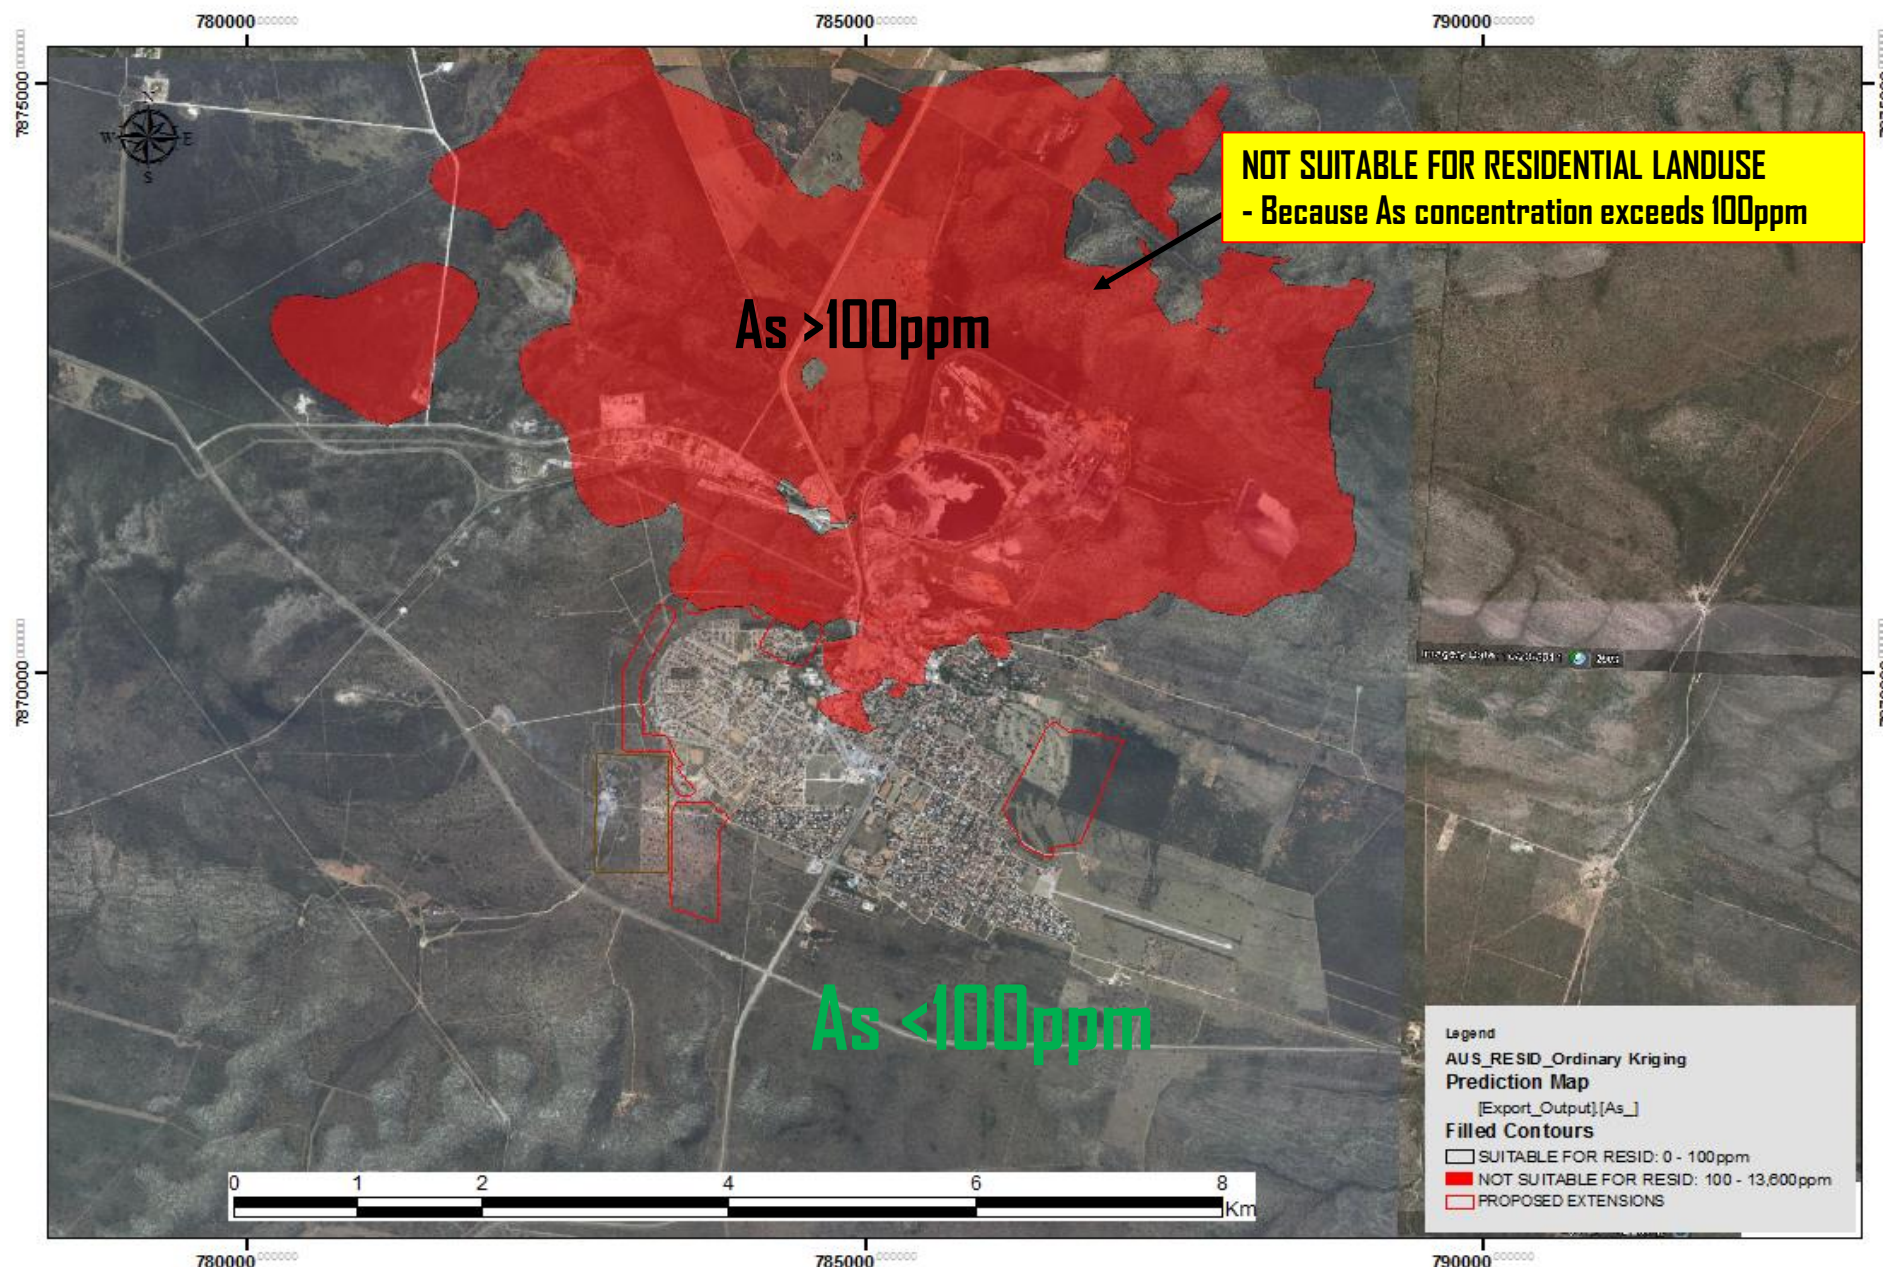 780000
785000
790000
7875000
N
W E
S
NOT SUITABLE FOR RESIDENTIAL LANDUSE
- Because As concentration exceeds 100ppm
As >100ppm
7870000
As <100ppm
Legend
AUS_RESID_Ordinary Kriging
Prediction Map
[Export_Output].[As_]
Filled Contours
SUITABLE FOR RESID: 0 - 100ppm
NOT SUITABLE FOR RESID: 100 - 13,600ppm
PROPOSED EXTENSIONS
0 1 2 4 6 8
Km
780000
785000
790000